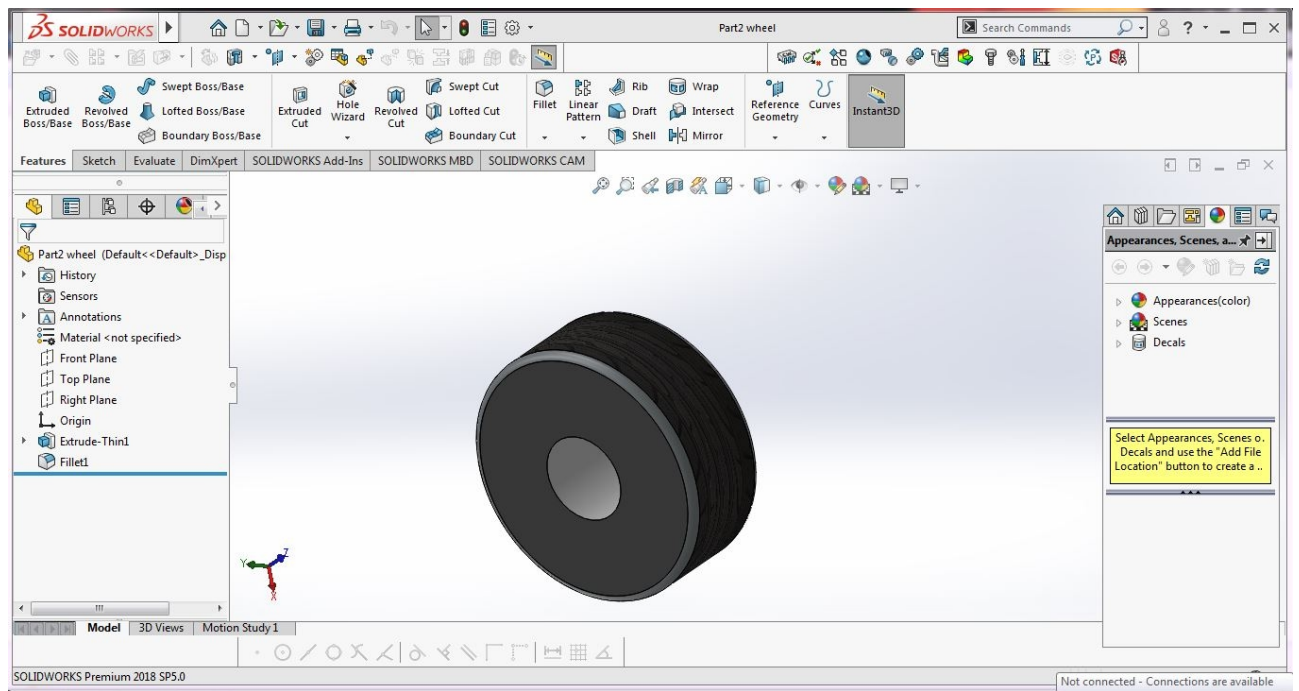 SOLIDWORKS
Part2 wheel
Search Commands
?
Extruded Boss/Base
Revolved Boss/Base
Swept Boss/Base
Lofted Boss/Base
Boundary Boss/Base
Extruded Cut
Hole Wizard
Revolved Cut
Swept Cut
Lofted Cut
Boundary Cut
Fillet
Linear Pattern
Rib
Draft
Shell
Wrap
Intersect
Mirror
Reference Geometry
Curves
Instant3D
Features Sketch Evaluate DimXpert SOLIDWORKS Add-Ins SOLIDWORKS MBD SOLIDWORKS CAM
Part2 wheel (Default<<Default>_Disp
History
Sensors
Annotations
Material <not specified>
Front Plane
Top Plane
Right Plane
Origin
Extrude-Thin1
Fillet1
Appearances, Scenes, a...
Appearances(color)
Scenes
Decals
Select Appearances, Scenes o.
Decals and use the "Add File
Location" button to create a ..
Y Z
X
Model 3D Views Motion Study 1
SOLIDWORKS Premium 2018 SP5.0
Not connected - Connections are available